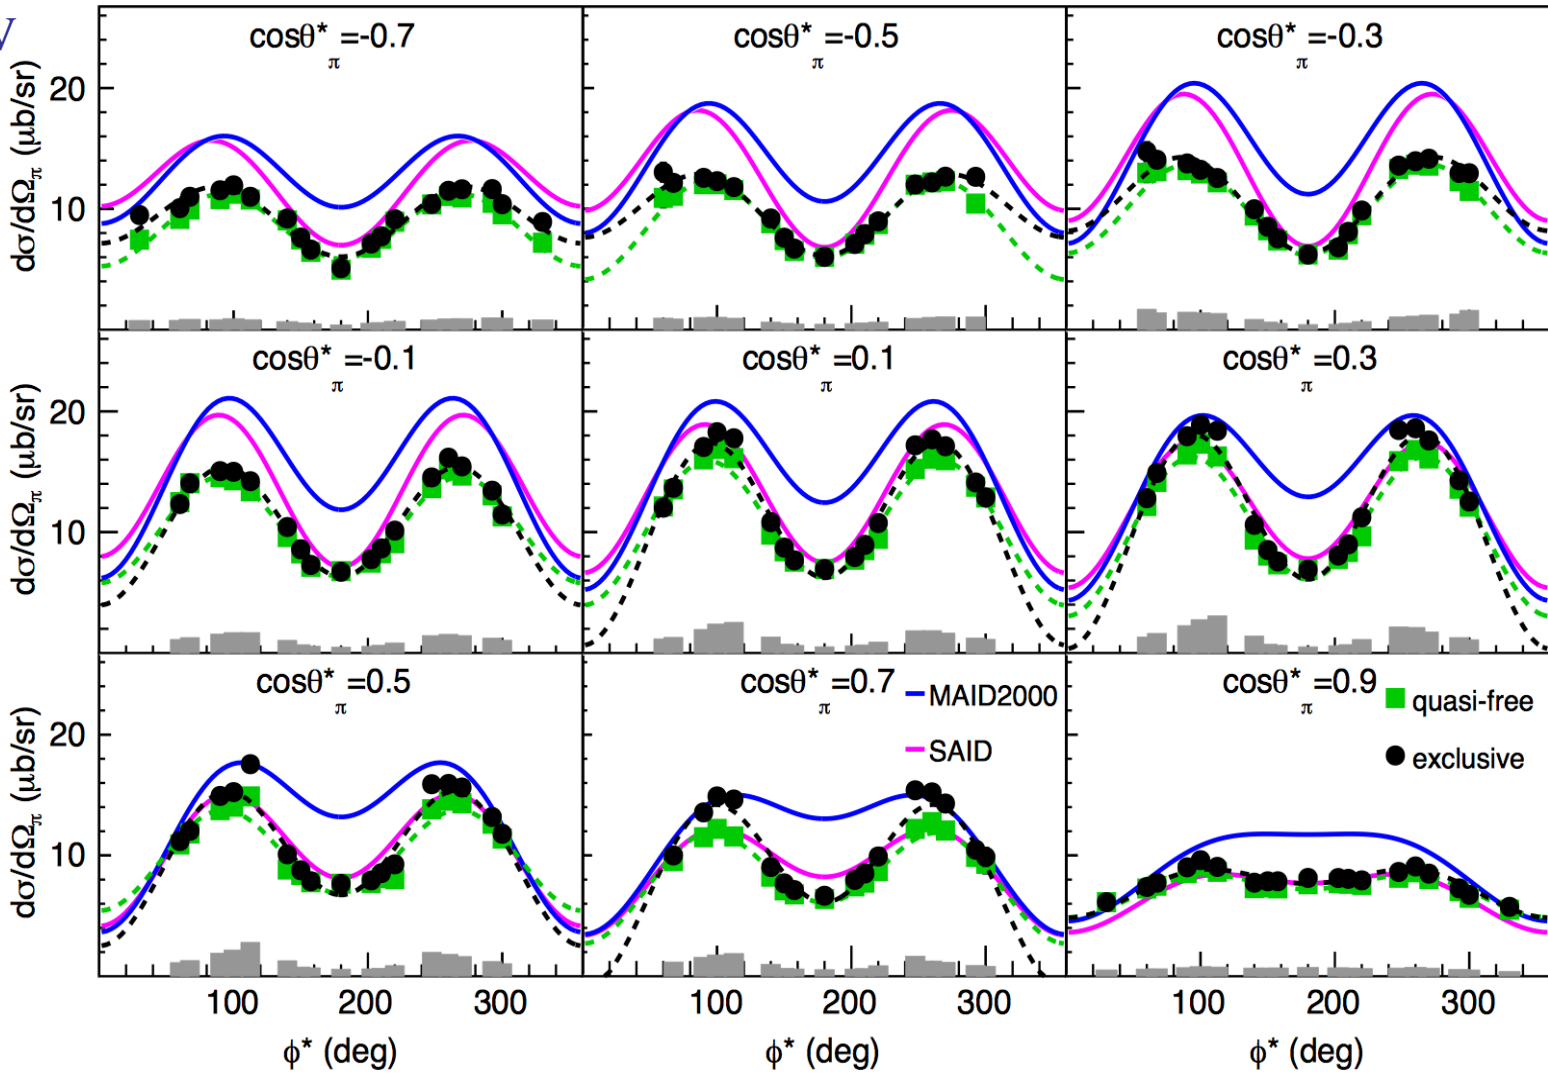 V
cosθ*π=-0.7
cosθ*π=-0.5
cosθ*π=-0.3
dσ/dΩπ (μb/sr)
20
10
cosθ*π=-0.1
cosθ*π=0.1
cosθ*π=0.3
dσ/dΩπ (μb/sr)
20
10
cosθ*π=0.5
cosθ*π=0.7
cosθ*π=0.9
MAID2000
SAID
quasi-free
exclusive
dσ/dΩπ (μb/sr)
20
10
100 200 300
100 200 300
100 200 300
ϕ* (deg)
ϕ* (deg)
ϕ* (deg)